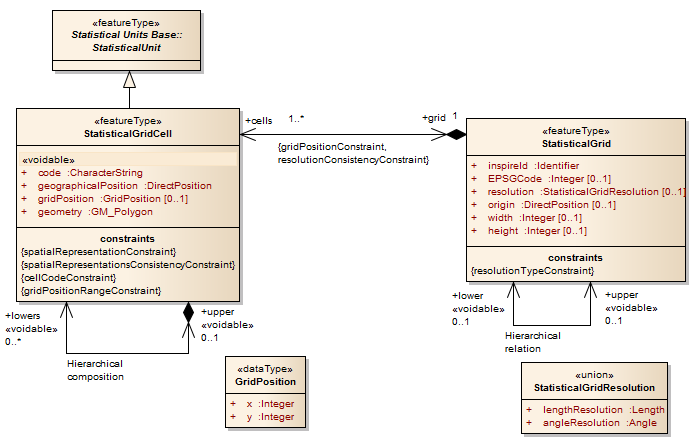 «featureType»
Statistical Units Base::
StatisticalUnit
«featureType»
StatisticalGridCell
«voidable»
+ code :CharacterString
+ geographicalPosition :DirectPosition
+ gridPosition :GridPosition [0..1]
+ geometry :GM_Polygon
constraints
{spatialRepresentationConstraint}
{spatialRepresentationsConsistencyConstraint}
{cellCodeConstraint}
{gridPositionRangeConstraint}
+cells
1..*
+grid
1
{gridPositionConstraint,
resolutionConsistencyConstraint}
«featureType»
StatisticalGrid
+ inspireId :Identifier
+ EPSGCode :Integer [0..1]
+ resolution :StatisticalGridResolution [0..1]
+ origin :DirectPosition [0..1]
+ width :Integer [0..1]
+ height :Integer [0..1]
constraints
{resolutionTypeConstraint}
+lowers
«voidable»
0..*
+upper
«voidable»
0..1
Hierarchical
composition
+lower
«voidable»
0..1
+upper
«voidable»
0..1
Hierarchical
relation
«dataType»
GridPosition
+ x :Integer
+ y :Integer
«union»
StatisticalGridResolution
+ lengthResolution :Length
+ angleResolution :Angle